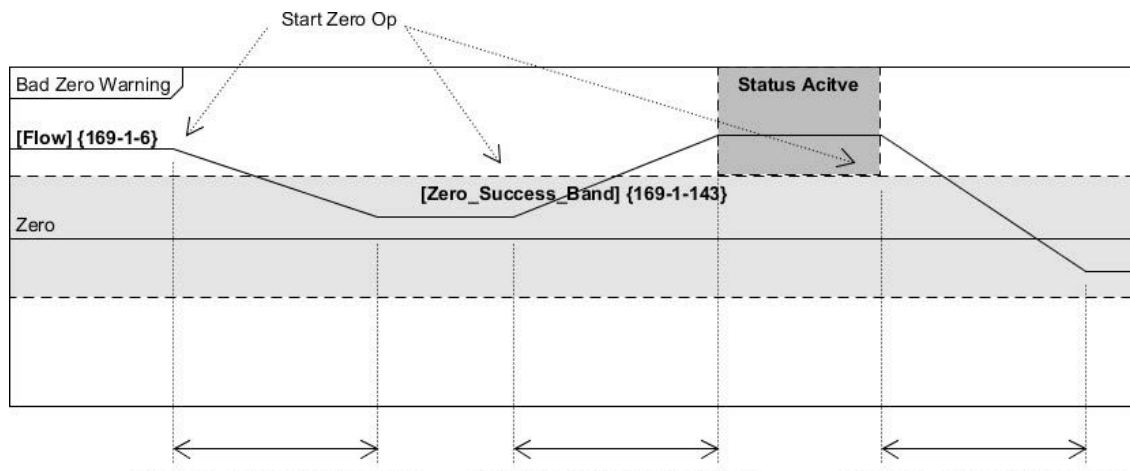 Start Zero Op
Bad Zero Warning
Status Acitve
[Flow] {169-1-6}
[Zero_Success_Band] {169-1-143}
Zero